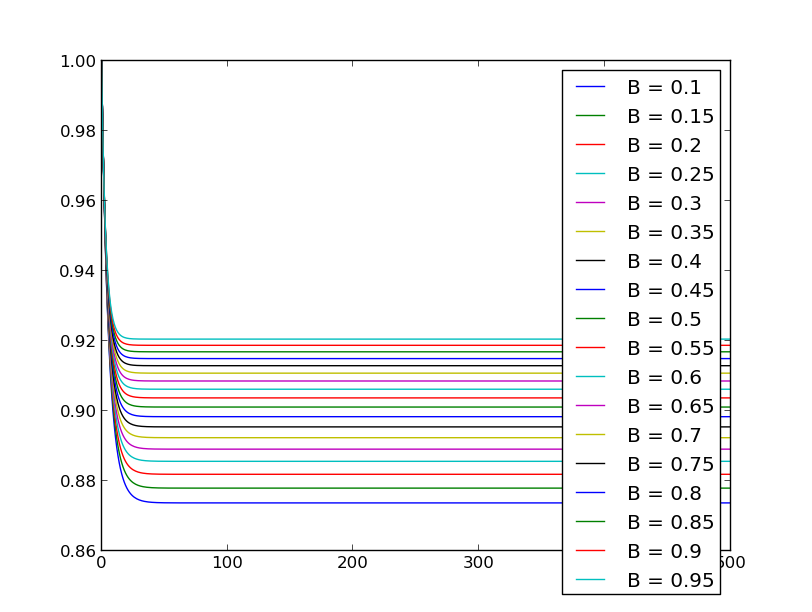 1.00
0.98
0.96
0.94
0.92
0.90
0.88
0.86
0
100
200
300
B = 0.1
B = 0.15
B = 0.2
B = 0.25
B = 0.3
B = 0.35
B = 0.4
B = 0.45
B = 0.5
B = 0.55
B = 0.6
B = 0.65
B = 0.7
B = 0.75
B = 0.8
B = 0.85
B = 0.9
B = 0.95